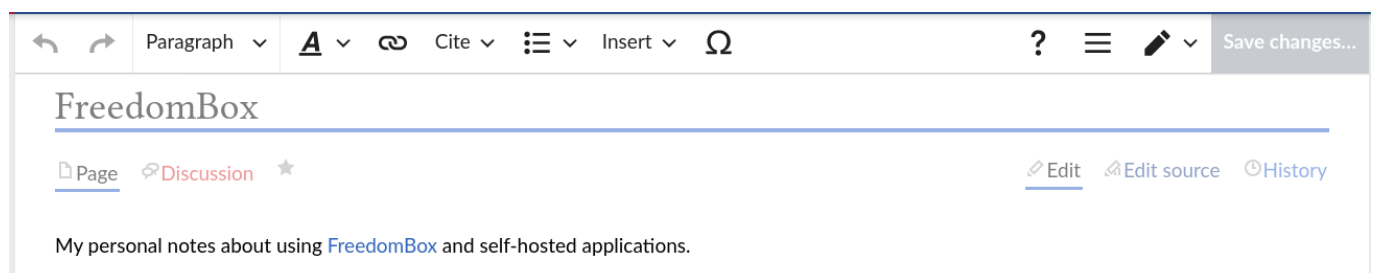 Paragraph A Cite Insert Ω ? Save changes...
FreedomBox
Page Discussion Edit Edit source History
My personal notes about using FreedomBox and self-hosted applications.